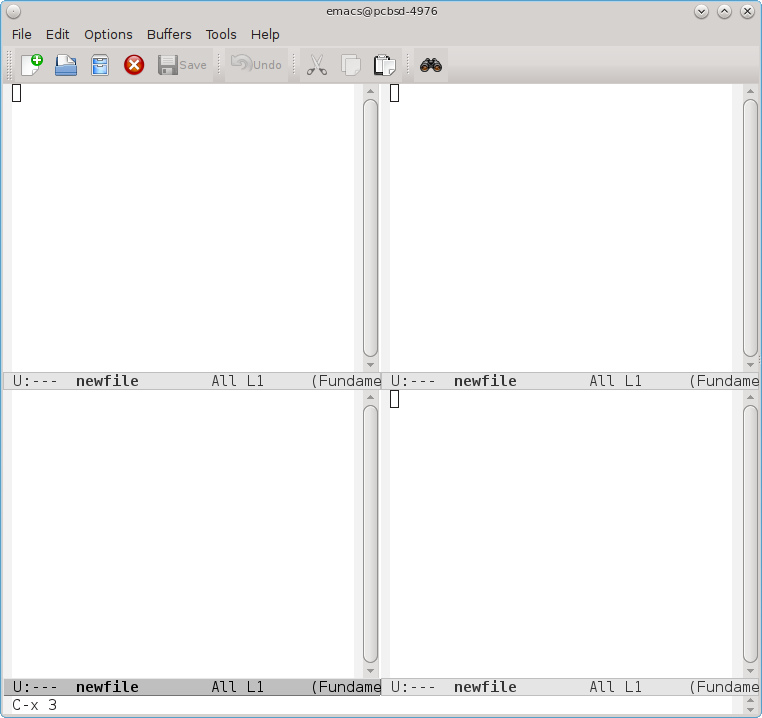 emacs@pcbsd-4976
File Edit Options Buffers Tools Help
Save Undo
U:--- newfile All L1 (Fundame
U:--- newfile All L1 (Fundame
U:--- newfile All L1 (Fundame
U:--- newfile All L1 (Fundame
C-x 3